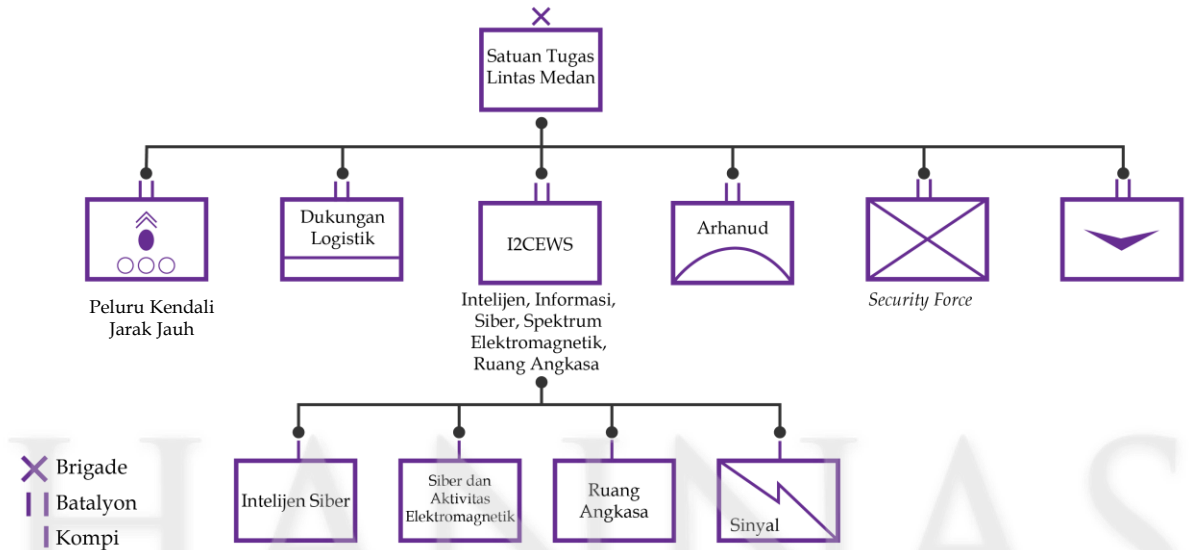 Satuan Tugas
Lintas Medan
Dukungan
Logistik
I2CEWS
Arhanud
Peluru Kendali
Jarak Jauh
Intelijen, Informasi,
Siber, Spektrum
Elektromagnetik,
Ruang Angkasa
Security Force
Intelijen Siber
Siber dan
Aktivitas
Elektromagnetik
Ruang
Angkasa
Sinyal
Brigade
Batalyon
Kompi
HANNAS